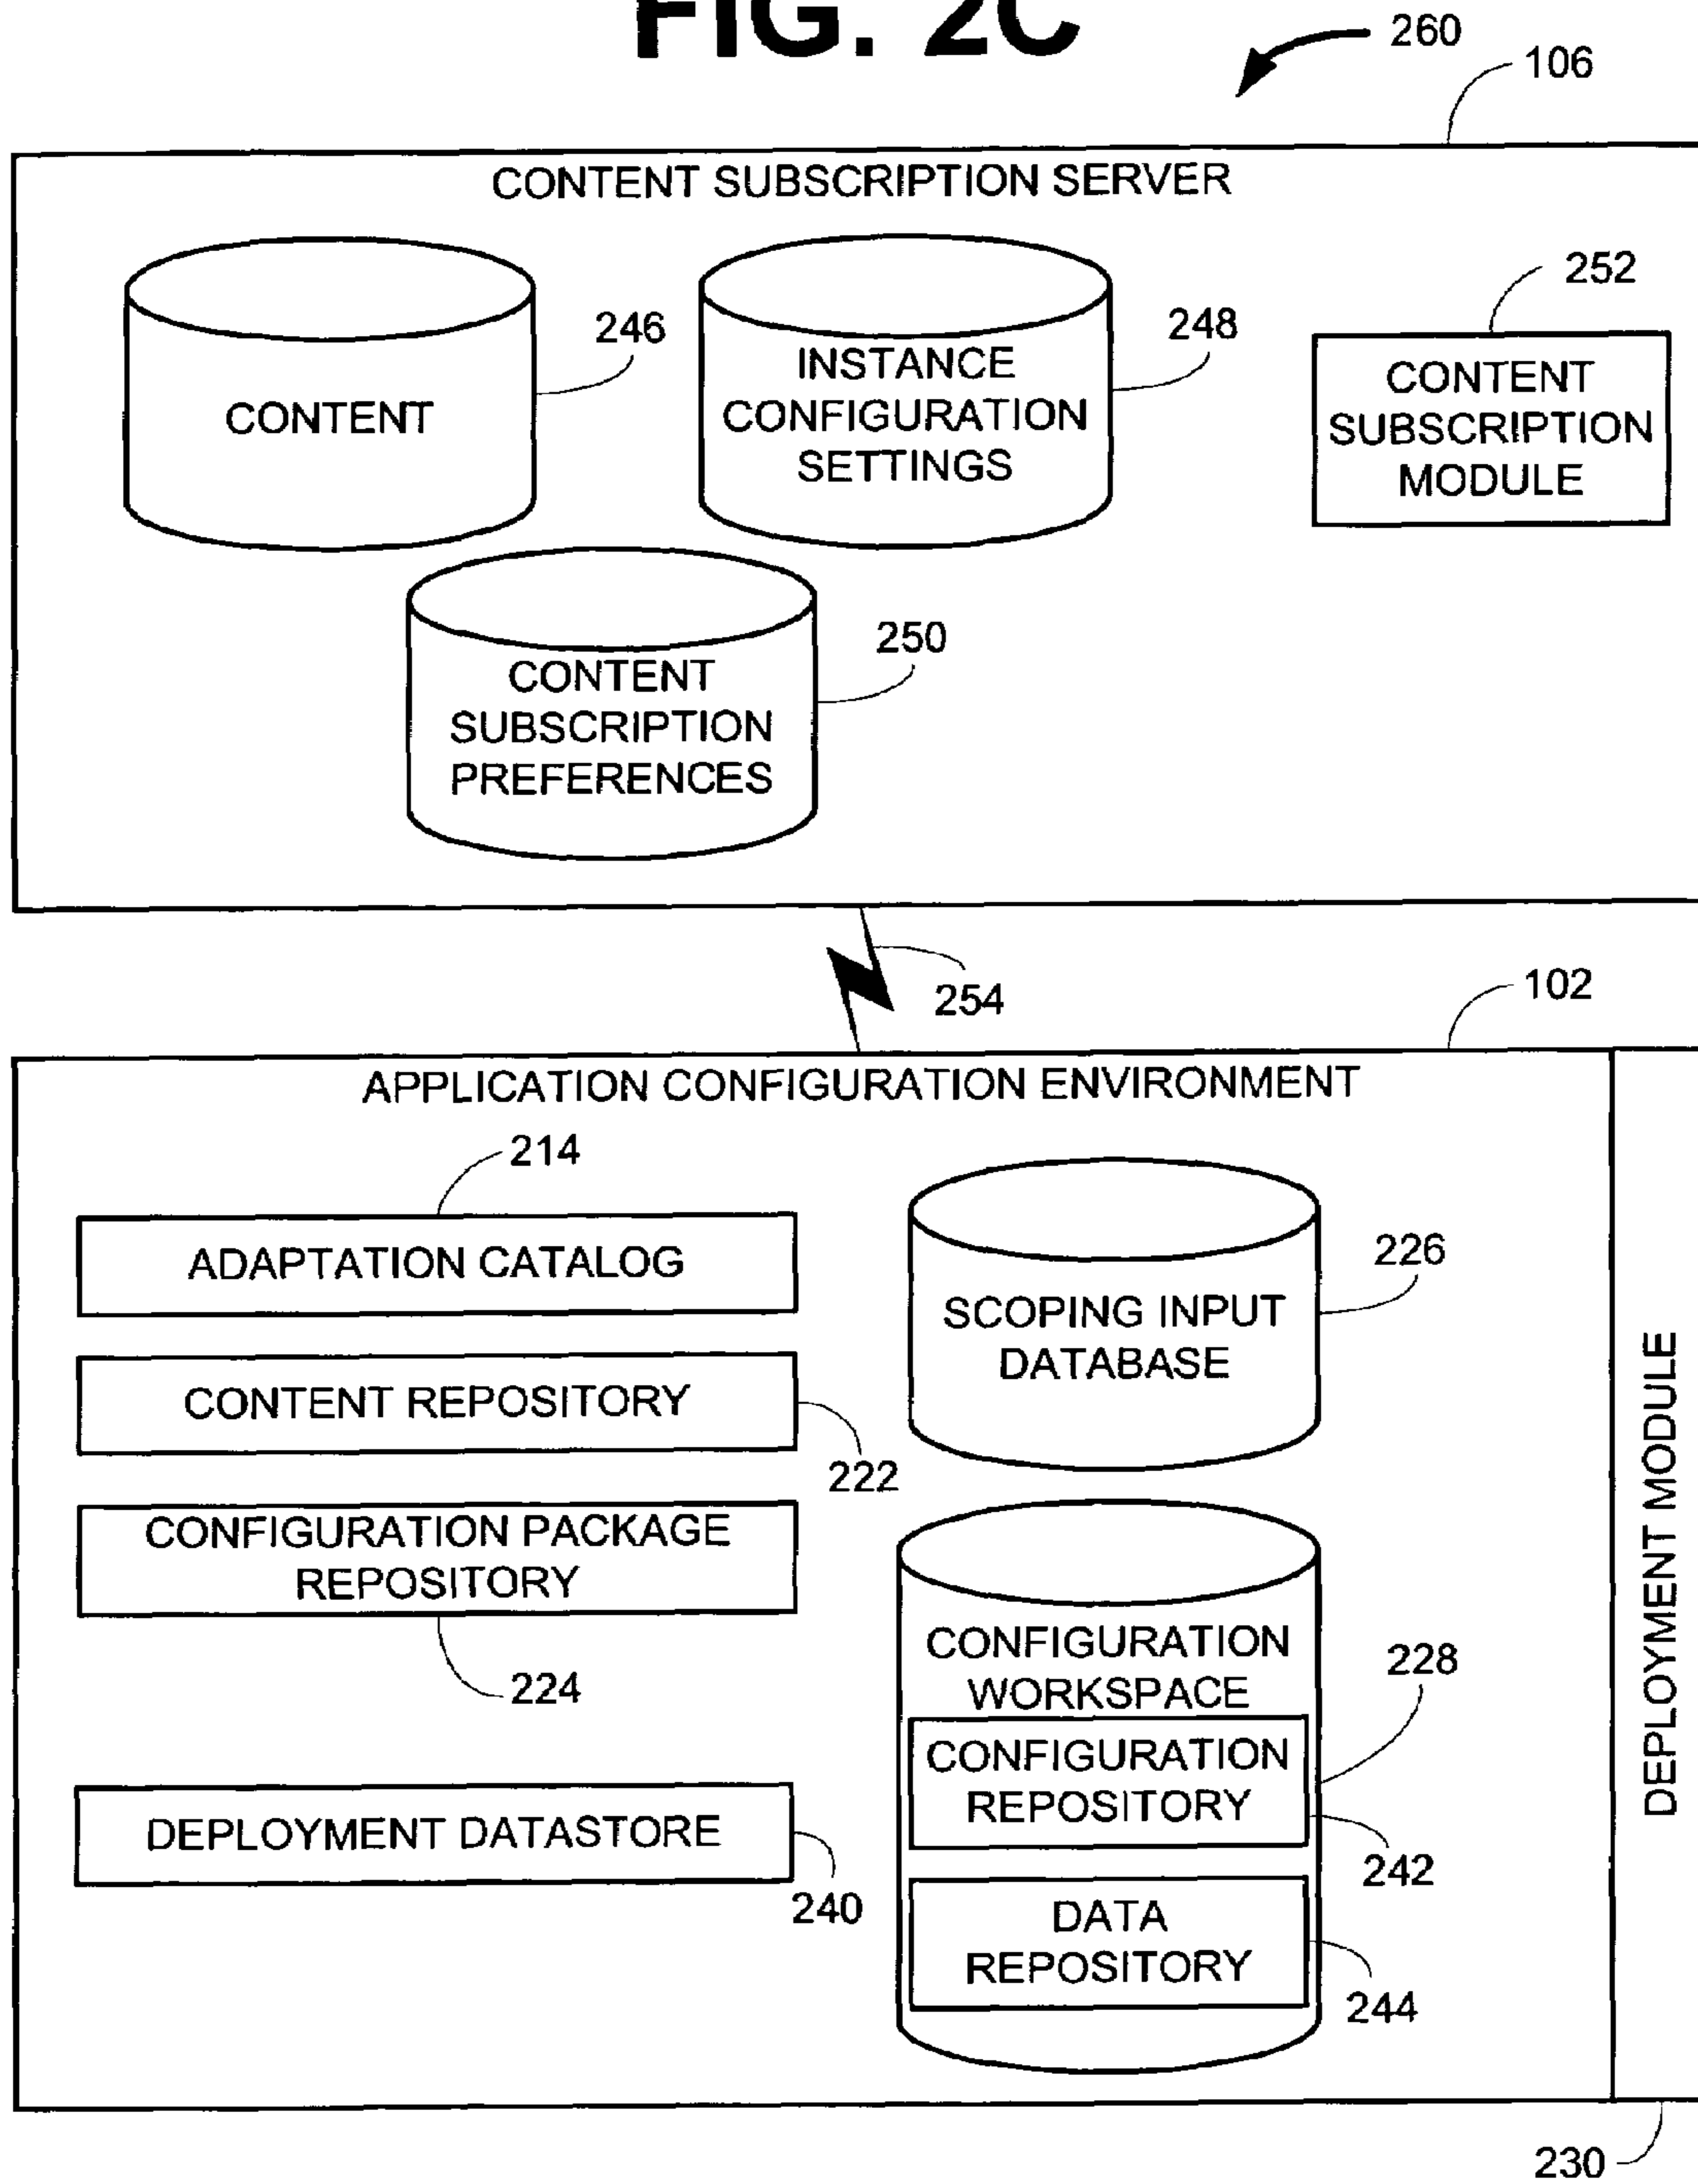 FIG. 2C
260
106
CONTENT SUBSCRIPTION SERVER
246
CONTENT
248
INSTANCE
CONFIGURATION
SETTINGS
252
CONTENT
SUBSCRIPTION
MODULE
250
CONTENT
SUBSCRIPTION
PREFERENCES
254
102
APPLICATION CONFIGURATION ENVIRONMENT
214
ADAPTATION CATALOG
CONTENT REPOSITORY
222
CONFIGURATION PACKAGE
REPOSITORY
224
DEPLOYMENT DATASTORE
240
226
SCOPING INPUT
DATABASE
CONFIGURATION
WORKSPACE
228
CONFIGURATION
REPOSITORY
242
DATA
REPOSITORY
244
DEPLOYMENT MODULE
230